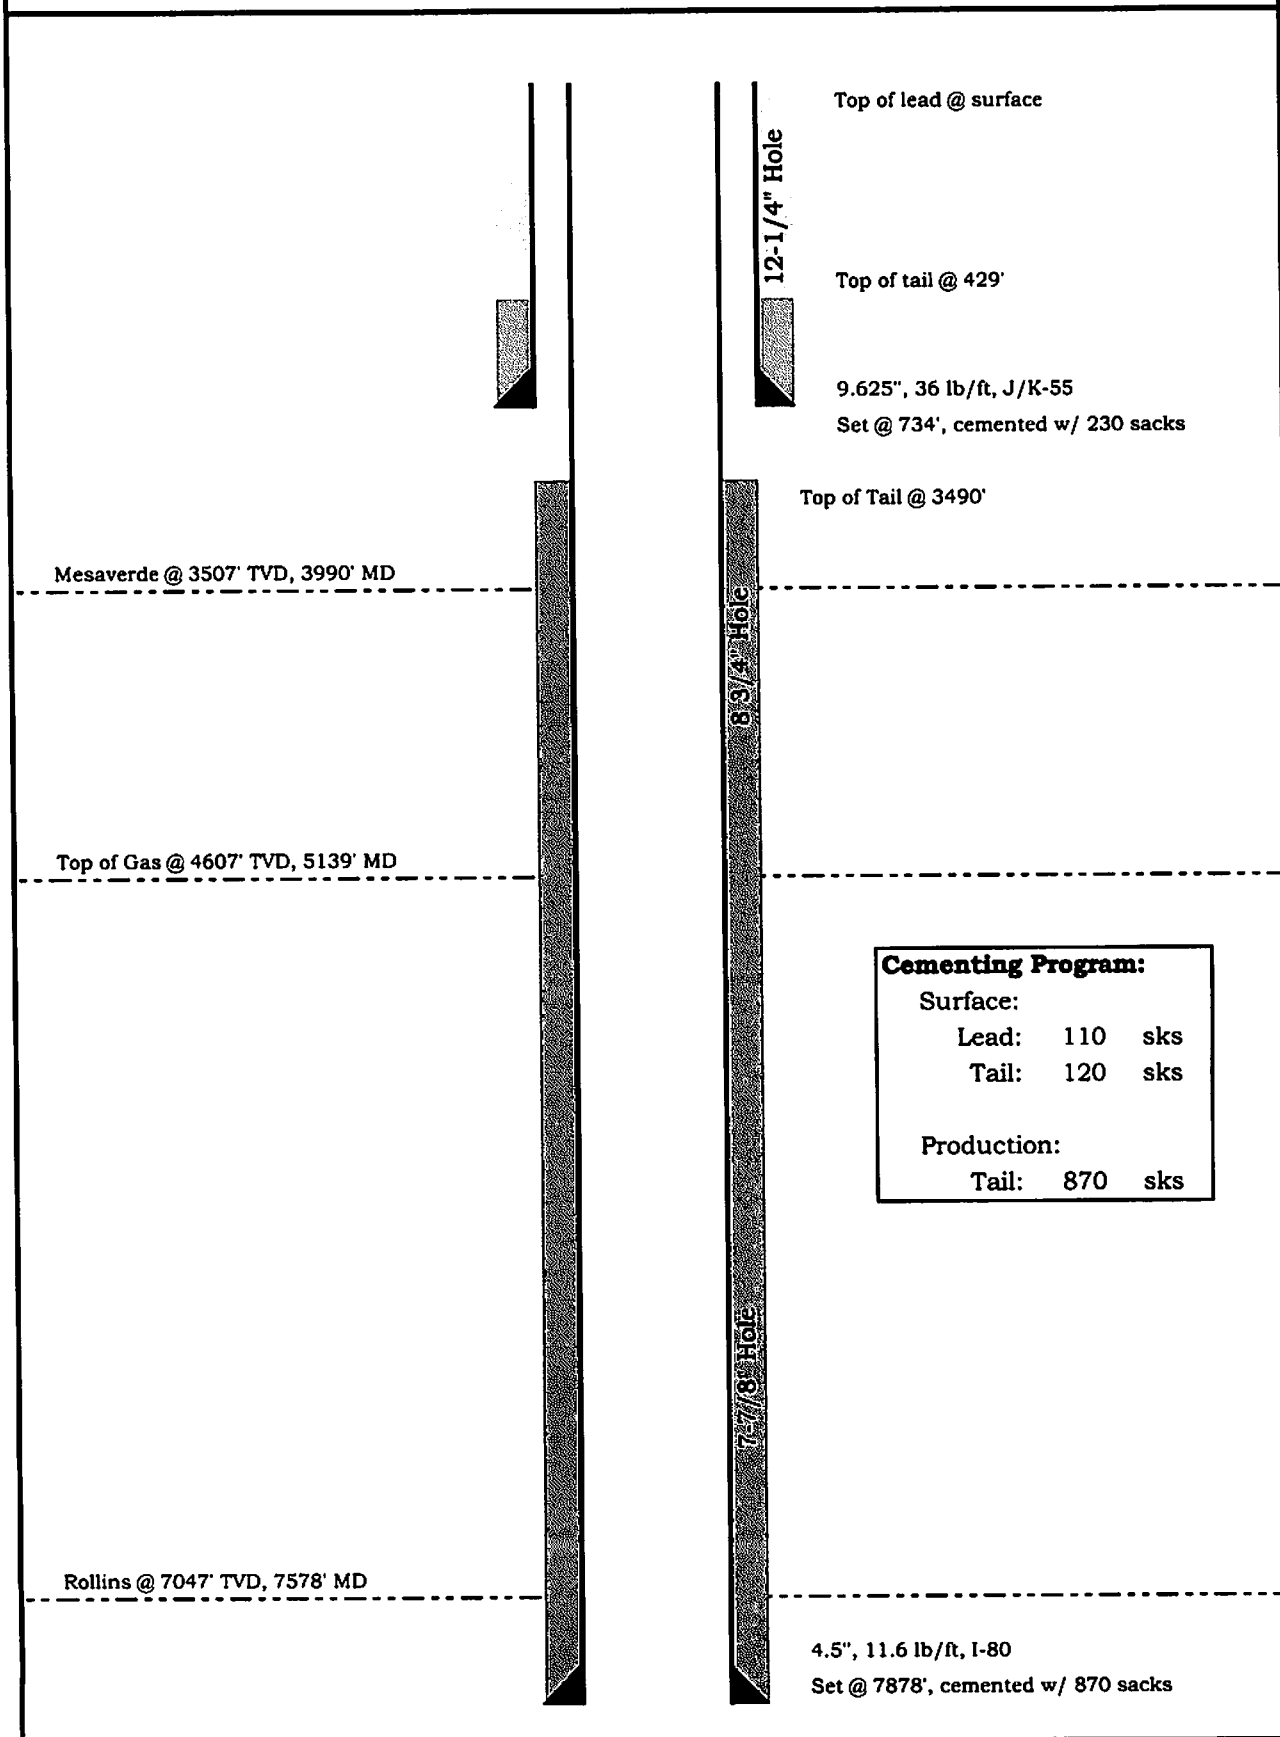 Top of lead @ surface
12-1/4" Hole
Top of tail @ 429'
9.625", 36 lb/ft, J/K-55
Set @ 734', cemented w/ 230 sacks
Top of Tail @ 3490'
Mesaverde @ 3507' TVD, 3990' MD
8 3/4" Hole
Top of Gas @ 4607' TVD, 5139' MD
Cementing Program:
Surface:
Lead: 110 sks
Tail: 120 sks
Production:
Tail: 870 sks
7-7/8" Hole
Rollins @ 7047' TVD, 7578' MD
4.5", 11.6 lb/ft, I-80
Set @ 7878', cemented w/ 870 sacks